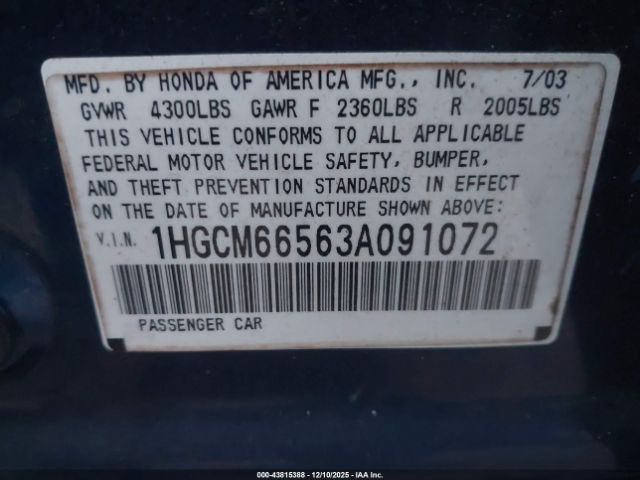 MFD. BY HONDA OF AMERICA MFG., INC. 7/03
GVWR 4300LBS GAWR F 2360LBS R 2005LBS
THIS VEHICLE CONFORMS TO ALL APPLICABLE
FEDERAL MOTOR VEHICLE SAFETY, BUMPER,
AND THEFT PREVENTION STANDARDS IN EFFECT
ON THE DATE OF MANUFACTURE SHOWN ABOVE:
V.I.N. 1HGCM66563A091072
PASSENGER CAR
000-43815388 - 12/10/2025 - IAA Inc.